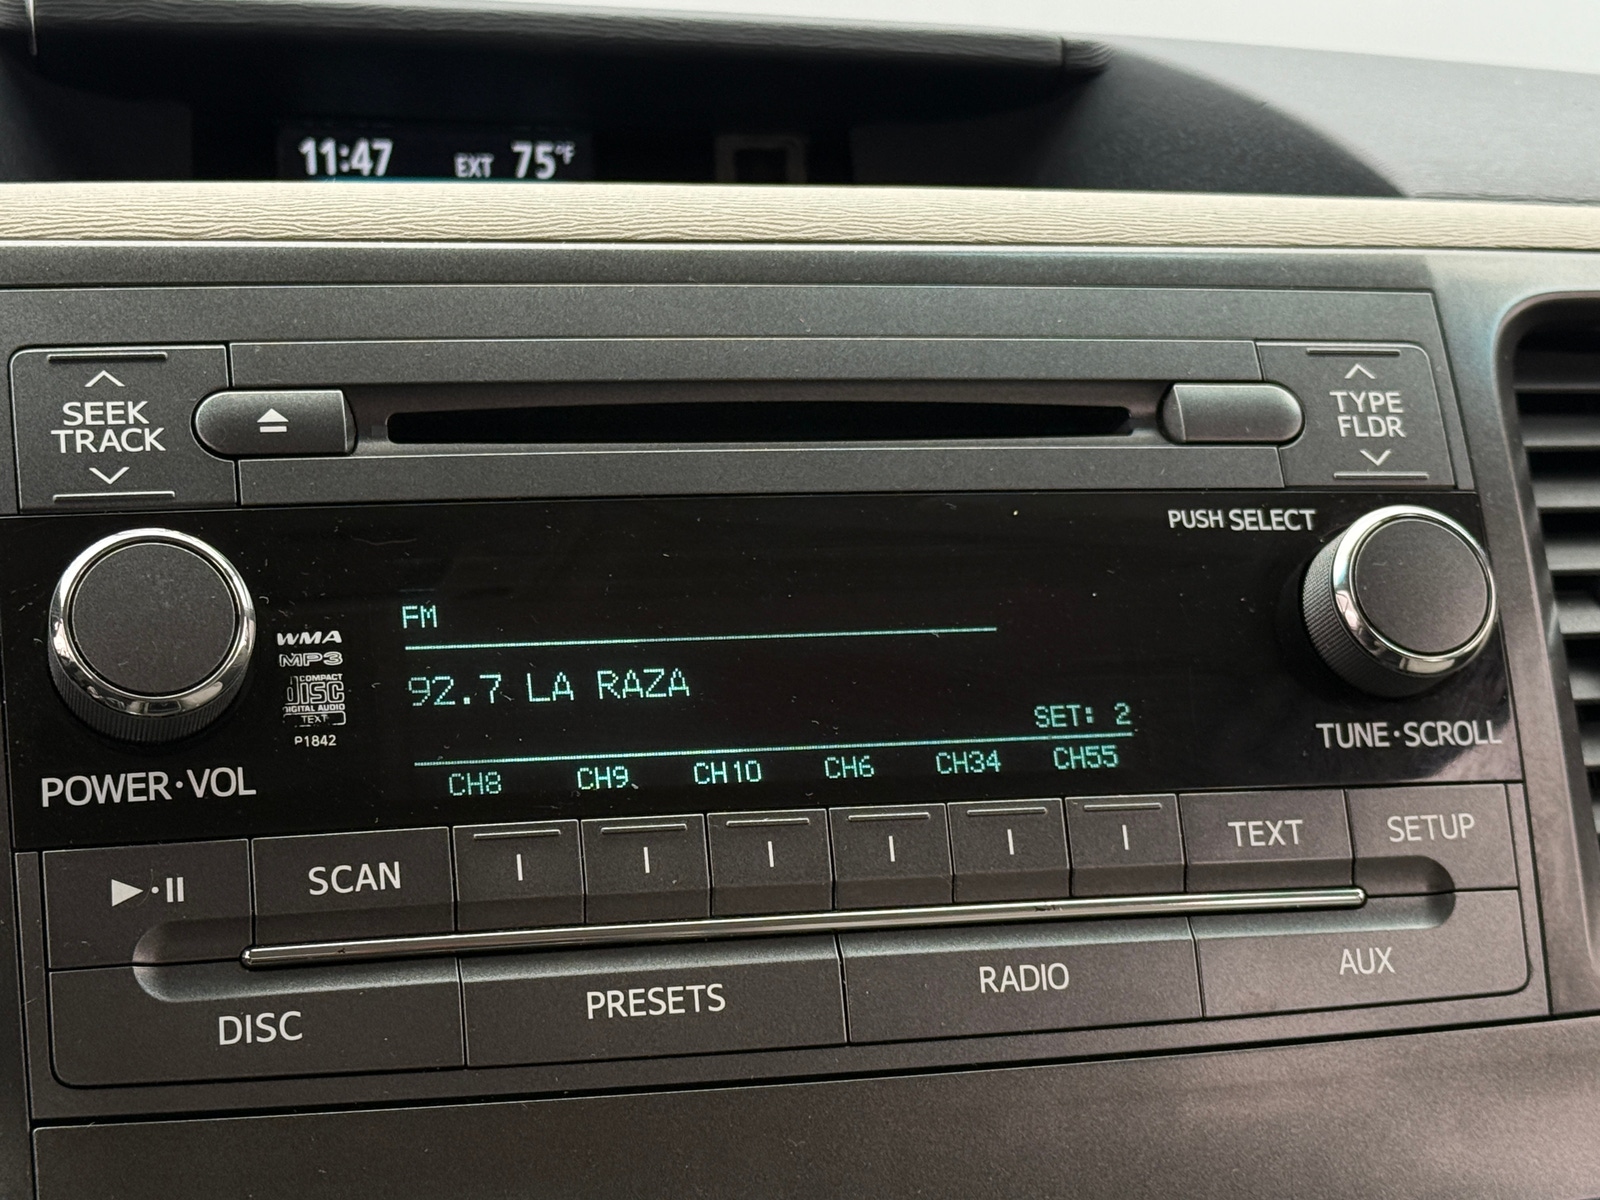 11:47 EXT 75°F
SEEK
TRACK
TYPE
FLDR
PUSH SELECT
FM
WMA
MP3
COMPACT
disc
DIGITAL AUDIO
TEXT
P1842
92.7 LA RAZA
SET: 2
CH8 CH9 CH10 CH6 CH34 CH55
POWER·VOL
TUNE·SCROLL
SCAN
TEXT
SETUP
DISC
PRESETS
RADIO
AUX